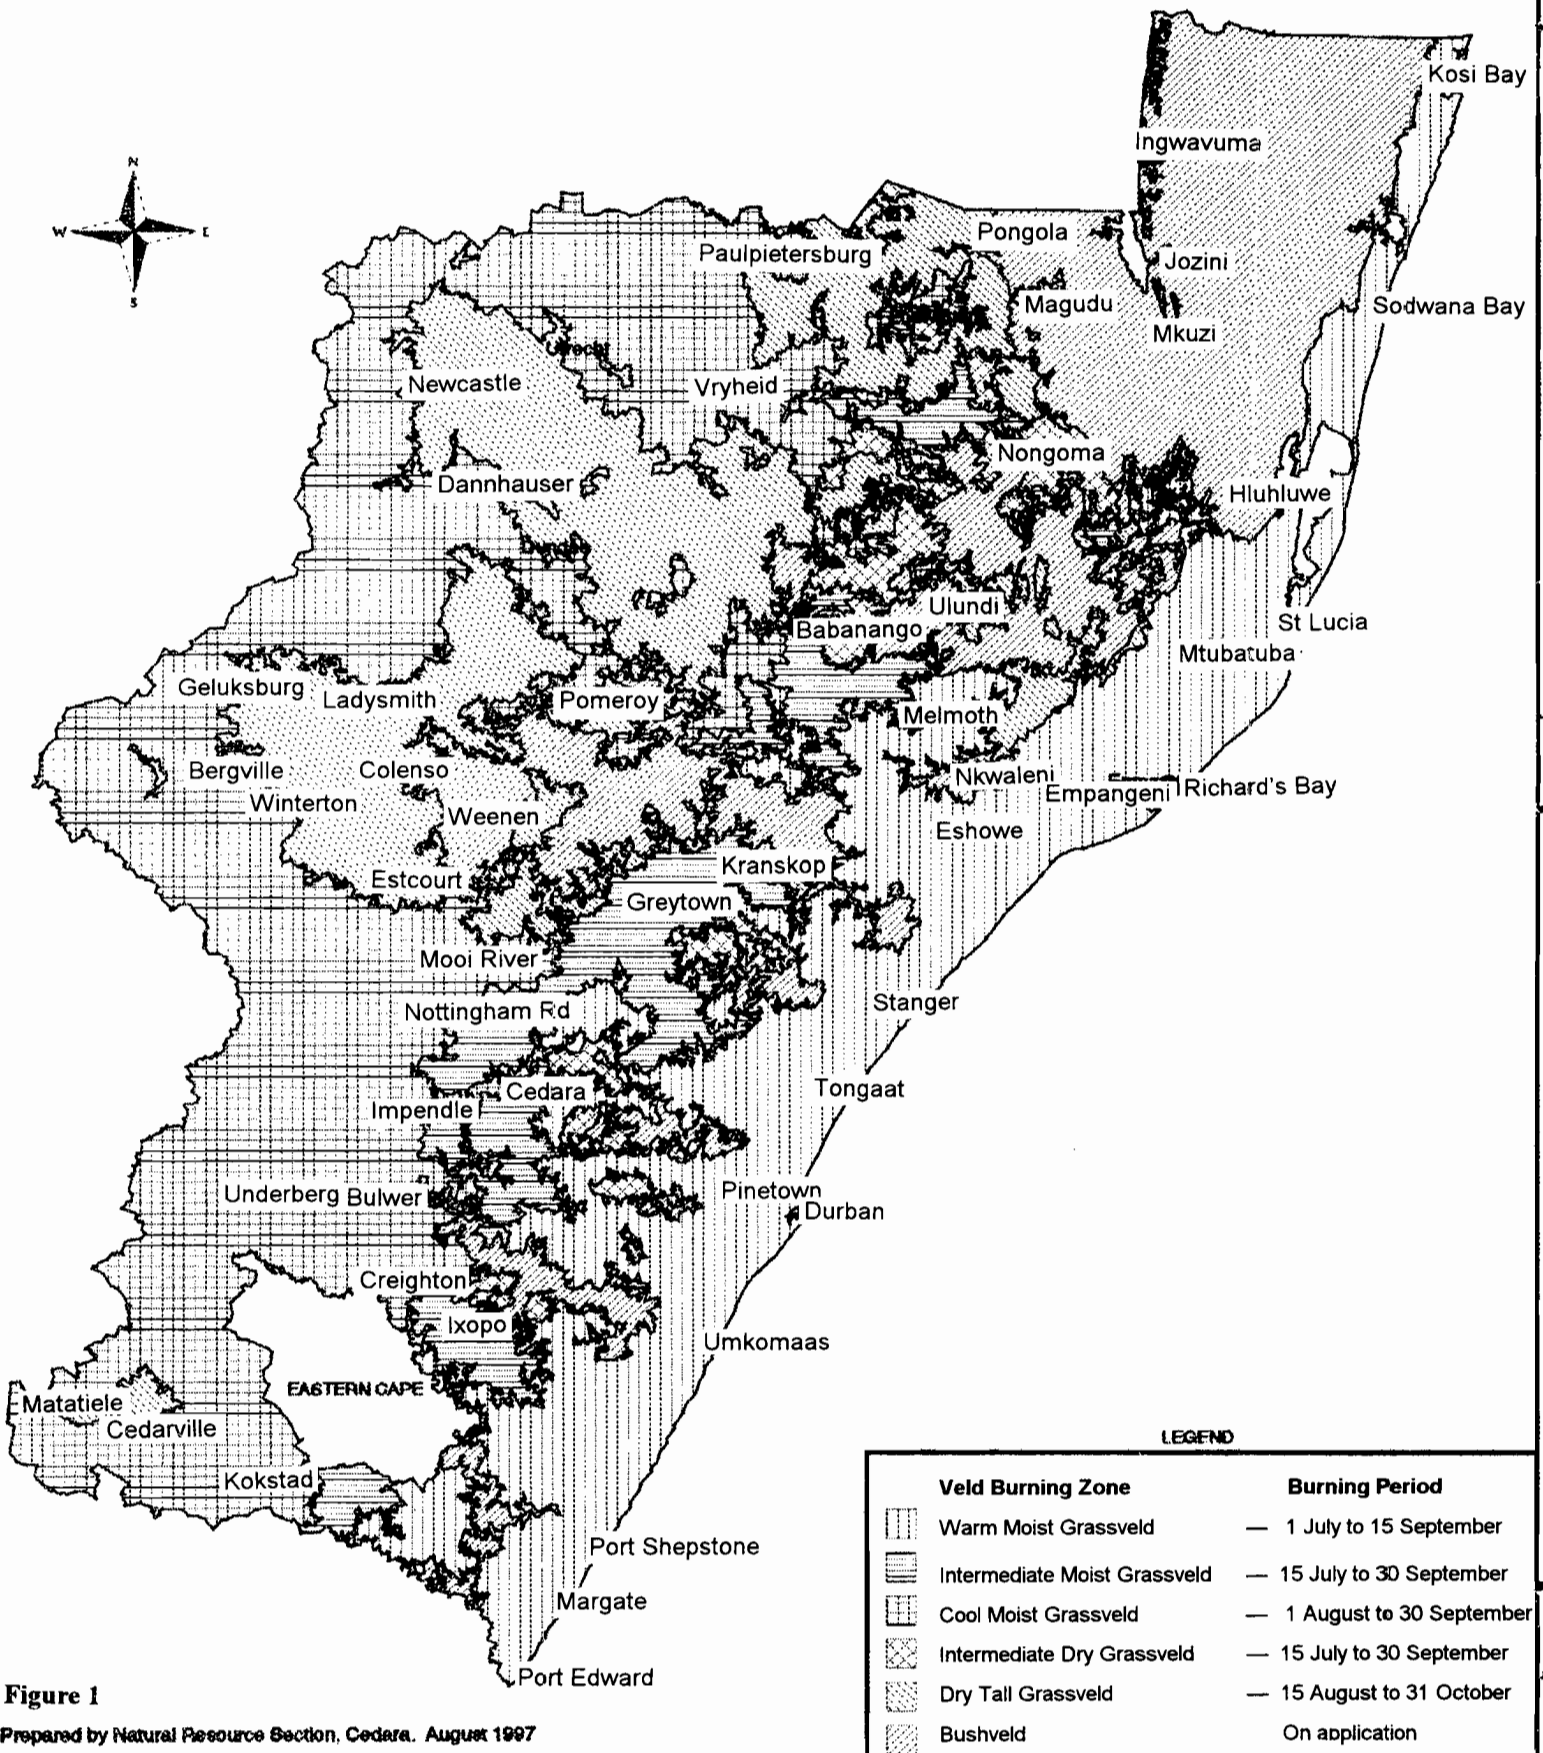 Kosi Bay
Ingwavuma
N
W
E
S
Pongola
Paulpietersburg
Jozini
Magudu
Sodwana Bay
Mkuzi
Utrecht
Newcastle
Vryheid
Nongoma
Dannhauser
Hluhluwe
Dundee
Ulundi
Babanango
St Lucia
Mtubatuba
Geluksburg
Ladysmith
Pomeroy
Melmoth
Bergville
Colenso
Nkwaleni
Empangeni
Richard's Bay
Winterton
Weenen
Eshowe
Kranskop
Estcourt
Greytown
Mooi River
Stanger
Nottingham Rd
Cedara
Tongaat
Impendle
Underberg
Bulwer
Pinetown
Durban
Creighton
Ixopo
Umkomaas
EASTERN CAPE
Matatiele
Cedarville
Kokstad
Port Shepstone
Margate
Port Edward
LEGEND
Veld Burning Zone Burning Period
Warm Moist Grassveld — 1 July to 15 September
Intermediate Moist Grassveld — 15 July to 30 September
Cool Moist Grassveld — 1 August to 30 September
Intermediate Dry Grassveld — 15 July to 30 September
Dry Tall Grassveld — 15 August to 31 October
Bushveld On application
Figure 1
Prepared by Natural Resource Section, Cedara. August 1997